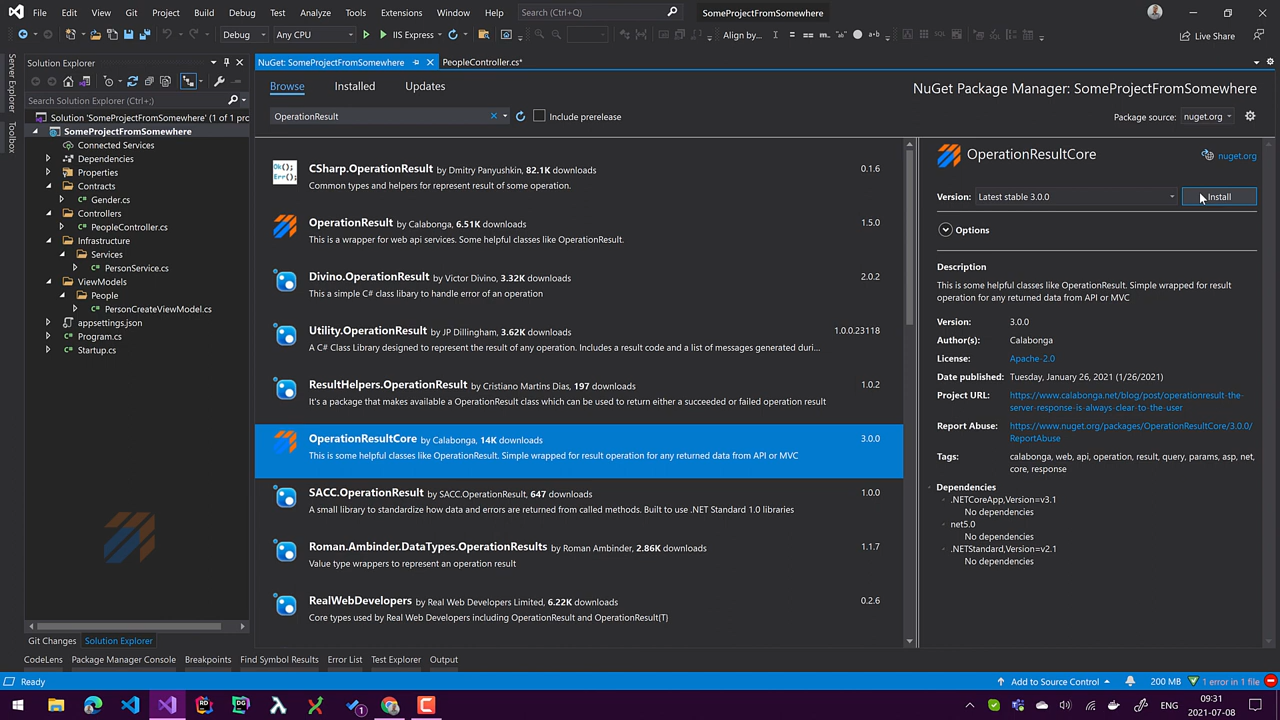 File Edit View Git Project Build Debug Test Analyze Tools Extensions Window Help Search (Ctrl+Q) SomeProjectFromSomewhere
Debug Any CPU IIS Express Align by... Live Share
Server Explorer
Toolbox
Solution Explorer
Search Solution Explorer (Ctrl+;)
Solution 'SomeProjectFromSomewhere' (1 of 1 proj
SomeProjectFromSomewhere
Connected Services
Dependencies
Properties
Contracts
Gender.cs
Controllers
PeopleController.cs
Infrastructure
Services
PersonService.cs
ViewModels
People
PersonCreateViewModel.cs
appsettings.json
Program.cs
Startup.cs
Git Changes Solution Explorer
NuGet: SomeProjectFromSomewhere PeopleController.cs*
Browse Installed Updates
NuGet Package Manager: SomeProjectFromSomewhere
OperationResult Include prerelease
Package source: nuget.org
Ok();
Err();
CSharp.OperationResult by Dmitry Panyushkin, 82.1K downloads 0.1.6
Common types and helpers for represent result of some operation.
OperationResult by Calabonga, 6.51K downloads 1.5.0
This is a wrapper for web api services. Some helpful classes like OperationResult.
Divino.OperationResult by Victor Divino, 3.32K downloads 2.0.2
This a simple C# class libary to handle error of an operation
Utility.OperationResult by JP Dillingham, 3.62K downloads 1.0.0.23118
A C# Class Library designed to represent the result of any operation. Includes a result code and a list of messages generated duri...
ResultHelpers.OperationResult by Cristiano Martins Dias, 197 downloads 1.0.2
It's a package that makes available a OperationResult class which can be used to return either a succeeded or failed operation result
OperationResultCore by Calabonga, 14K downloads 3.0.0
This is some helpful classes like OperationResult. Simple wrapped for result operation for any returned data from API or MVC
SACC.OperationResult by SACC.OperationResult, 647 downloads 1.0.0
A small library to standardize how data and errors are returned from called methods. Built to use .NET Standard 1.0 libraries
Roman.Ambinder.DataTypes.OperationResults by Roman Ambinder, 2.86K downloads 1.1.7
Value type wrappers to represent an operation result
RealWebDevelopers by Real Web Developers Limited, 6.22K downloads 0.2.6
Core types used by Real Web Developers including OperationResult and OperationResult(T)
OperationResultCore nuget.org
Version: Latest stable 3.0.0 Install
Options
Description
This is some helpful classes like OperationResult. Simple wrapped for result
operation for any returned data from API or MVC
Version: 3.0.0
Author(s): Calabonga
License: Apache-2.0
Date published: Tuesday, January 26, 2021 (1/26/2021)
Project URL: https://www.calabonga.net/blog/post/operationresult-the-
server-response-is-always-clear-to-the-user
Report Abuse: https://www.nuget.org/packages/OperationResultCore/3.0.0/
ReportAbuse
Tags: calabonga, web, api, operation, result, query, params, asp, net,
core, response
Dependencies
.NETCoreApp,Version=v3.1
No dependencies
net5.0
No dependencies
.NETStandard,Version=v2.1
No dependencies
CodeLens Package Manager Console Breakpoints Find Symbol Results Error List Test Explorer Output
Ready Add to Source Control 200 MB 1 error in 1 file
ENG 09:31
2021-07-08